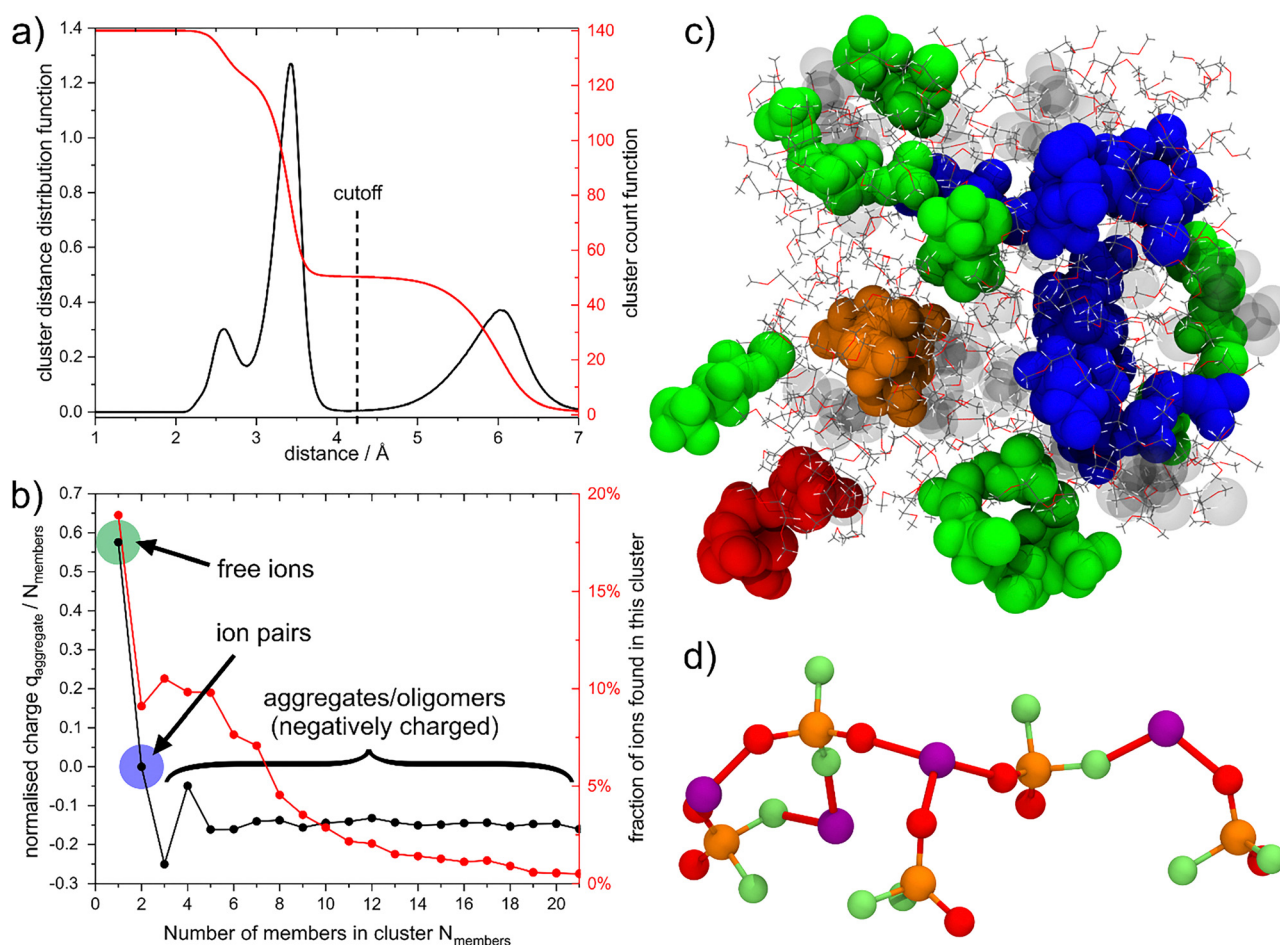 a)
1.4
1.2
1.0
0.8
0.6
0.4
0.2
0.0
cluster distance distribution function
cutoff
140
120
100
80
60
40
20
0
cluster count function
1 2 3 4 5 6 7
distance / Å
b)
0.7
0.6
0.5
0.4
0.3
0.2
0.1
0.0
-0.1
-0.2
-0.3
normalised charge q_aggregate / N_members
free ions
ion pairs
aggregates/oligomers
(negatively charged)
20%
15%
10%
5%
0%
fraction of ions found in this cluster
0 2 4 6 8 10 12 14 16 18 20
Number of members in cluster N_members
c)
d)